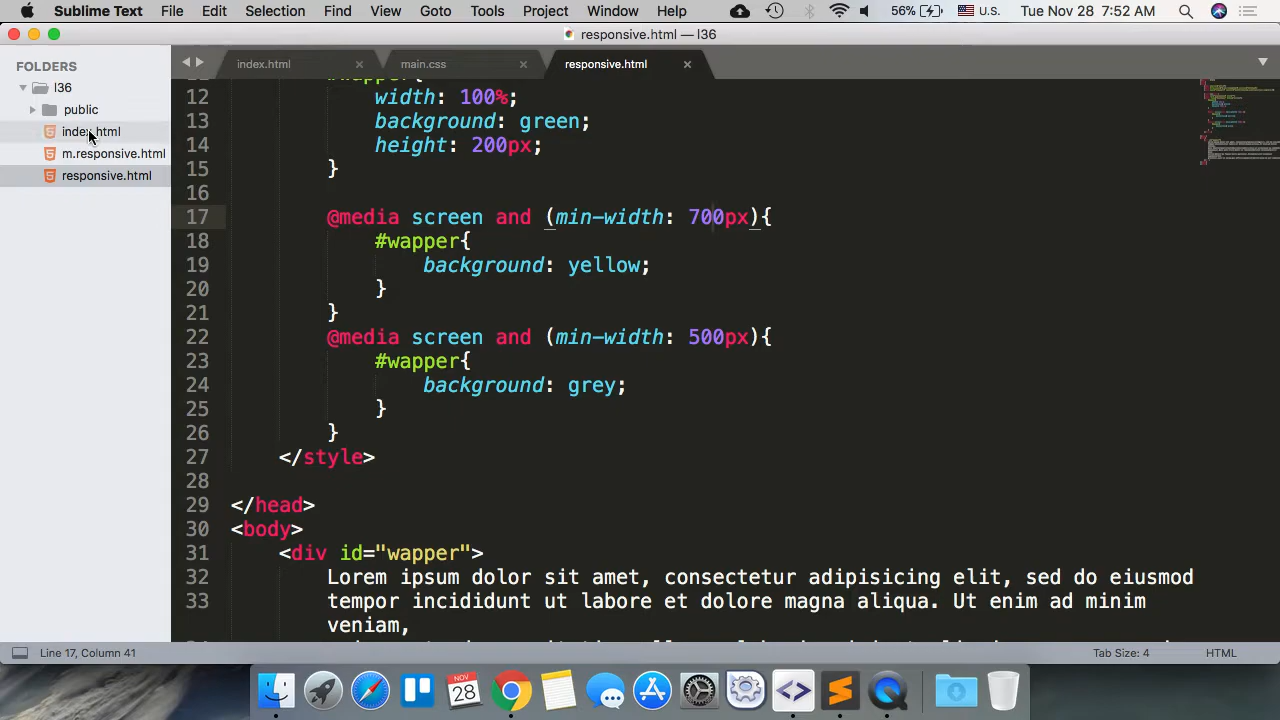 Sublime Text File Edit Selection Find View Goto Tools Project Window Help 56% U.S. Tue Nov 28 7:52 AM
responsive.html — l36
FOLDERS
l36
public
index.html
m.responsive.html
responsive.html
index.html × main.css × responsive.html ×
12 width: 100%;
13 background: green;
14 height: 200px;
15 }
16
17 @media screen and (min-width: 700px){
18 #wapper{
19 background: yellow;
20 }
21 }
22 @media screen and (min-width: 500px){
23 #wapper{
24 background: grey;
25 }
26 }
27 </style>
28
29 </head>
30 <body>
31 <div id="wapper">
32 Lorem ipsum dolor sit amet, consectetur adipisicing elit, sed do eiusmod
33 tempor incididunt ut labore et dolore magna aliqua. Ut enim ad minim
veniam,
Line 17, Column 41 Tab Size: 4 HTML
NOV
28